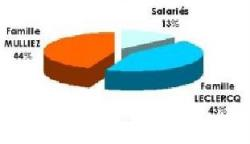 Famille
MULLIEZ
44%
Salariés
13%
Famille
LECLERCQ
43%